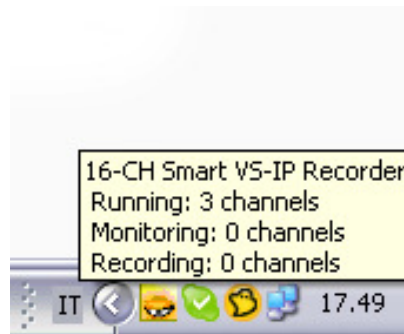 16-CH Smart VS-IP Recorder
Running: 3 channels
Monitoring: 0 channels
Recording: 0 channels
IT 17.49